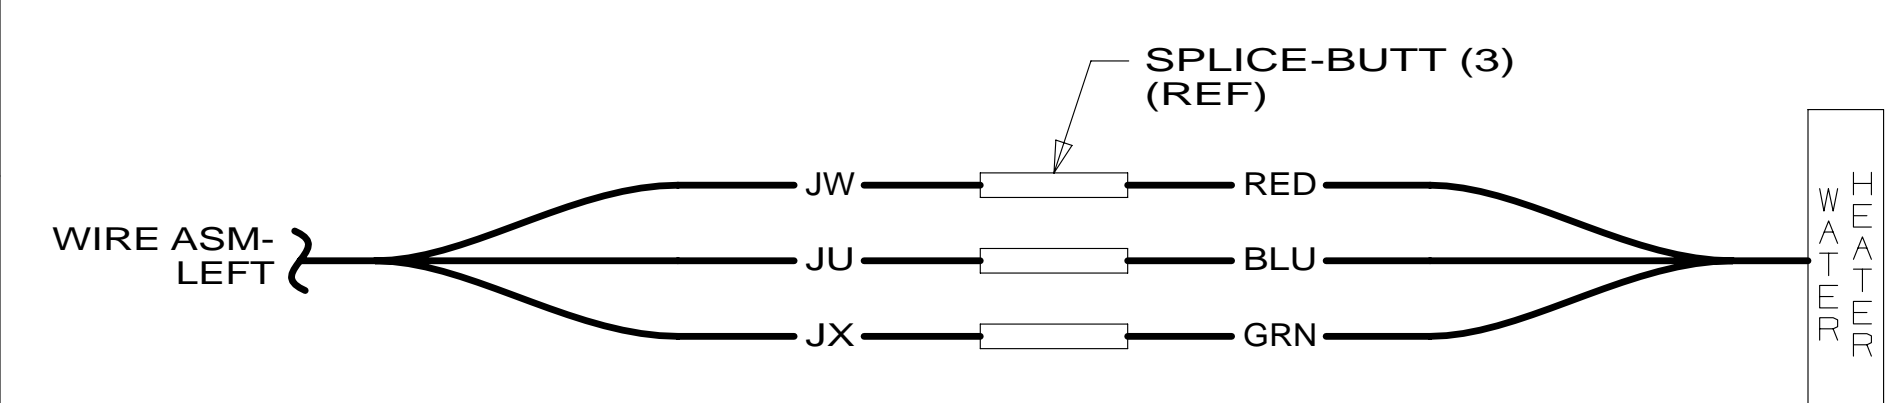 SPLICE-BUTT (3)
(REF)
JW RED
WIRE ASM-
LEFT
JU BLU
JX GRN
WATER
HEATER